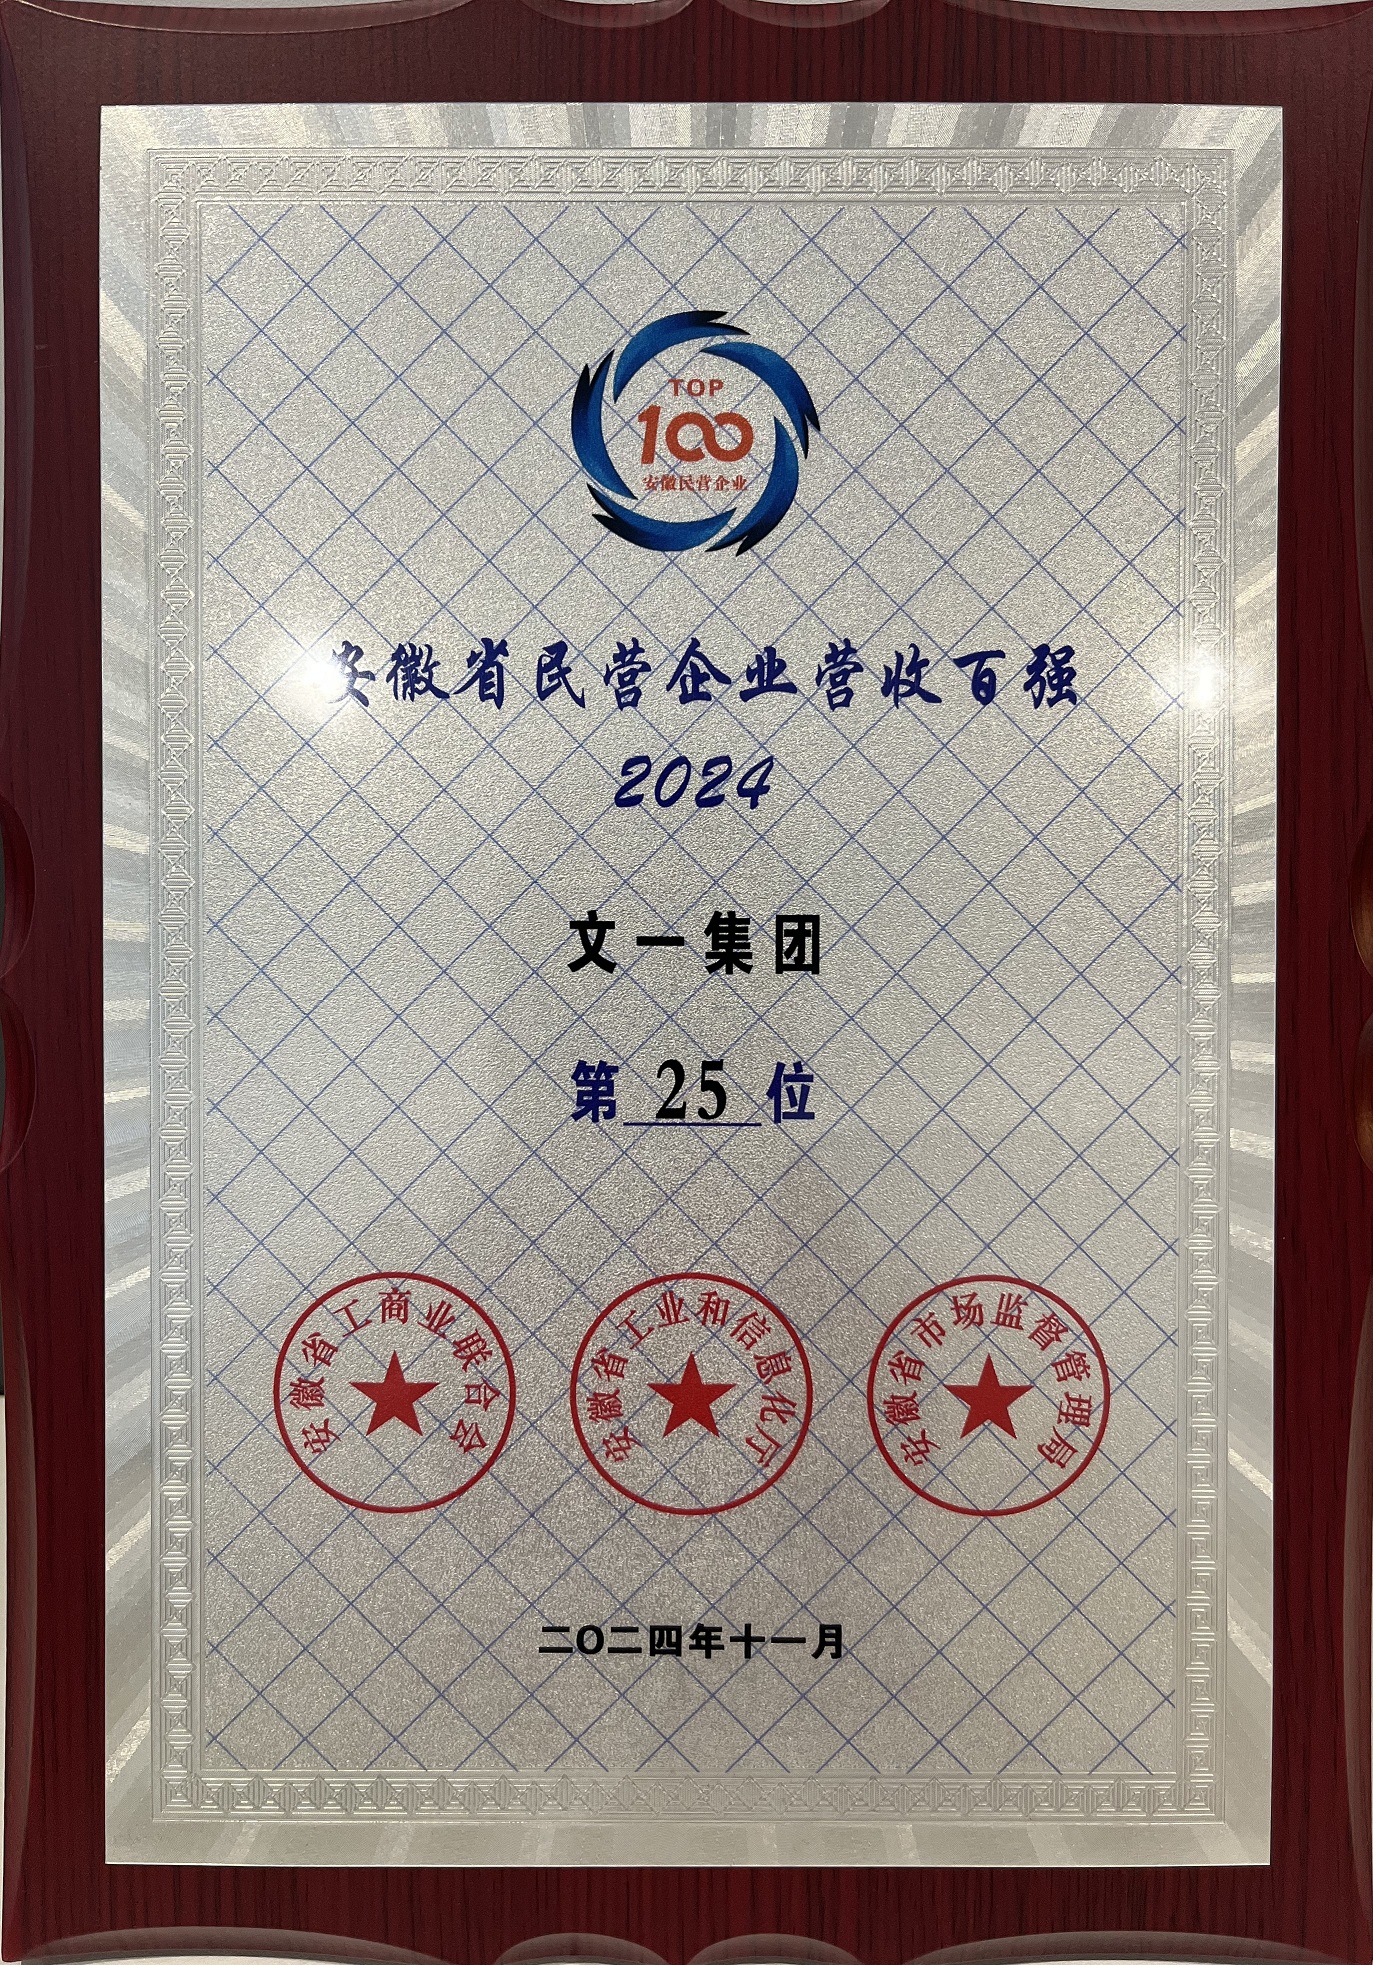 TOP
100
安徽民营企业
安徽省民营企业营收百强
2024
文一集团
第 25 位
安徽省工商业联合会
安徽省工业和信息化厅
安徽省市场监督管理局
二〇二四年十一月